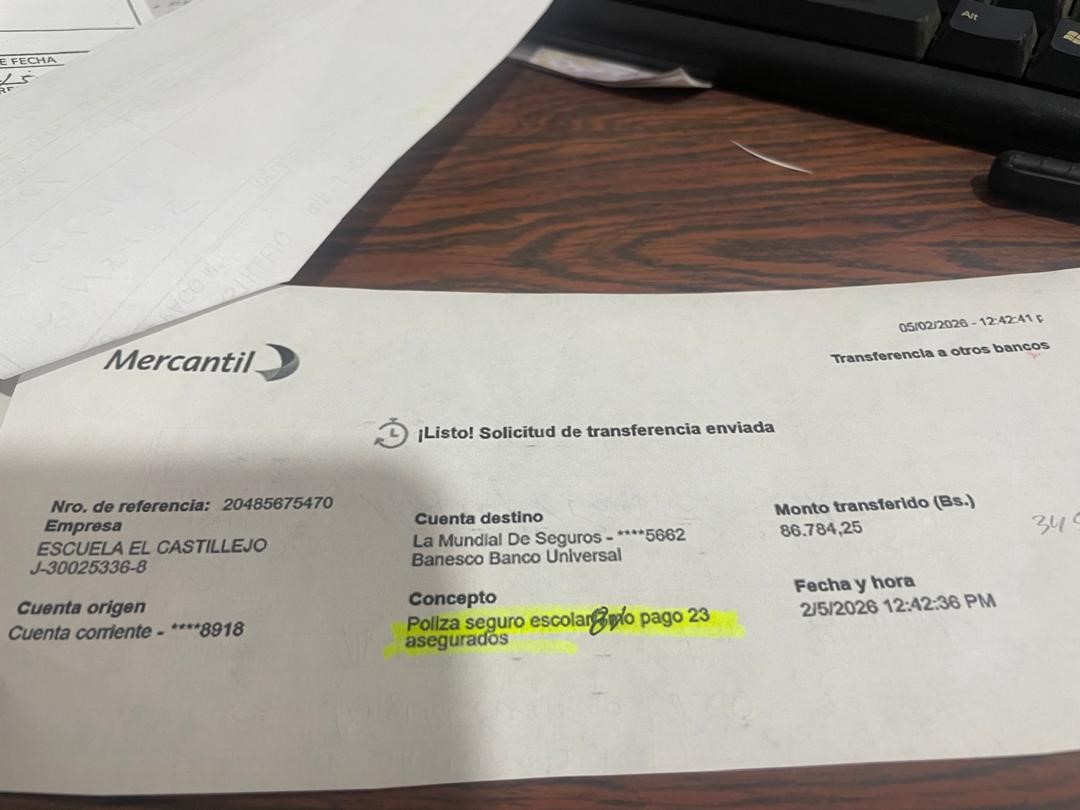 E FECHA
Alt
05/02/2026 - 12:42:41 p
Mercantil
Transferencia a otros bancos
¡Listo! Solicitud de transferencia enviada
Nro. de referencia: 20485675470
Empresa
ESCUELA EL CASTILLEJO
J-30025336-8
Cuenta origen
Cuenta corriente - ****8918
Cuenta destino
La Mundial De Seguros - ****5662
Banesco Banco Universal
Concepto
Poliza seguro escolar pago 23
asegurados
Monto transferido (Bs.)
86.784,25
Fecha y hora
2/5/2026 12:42:36 PM